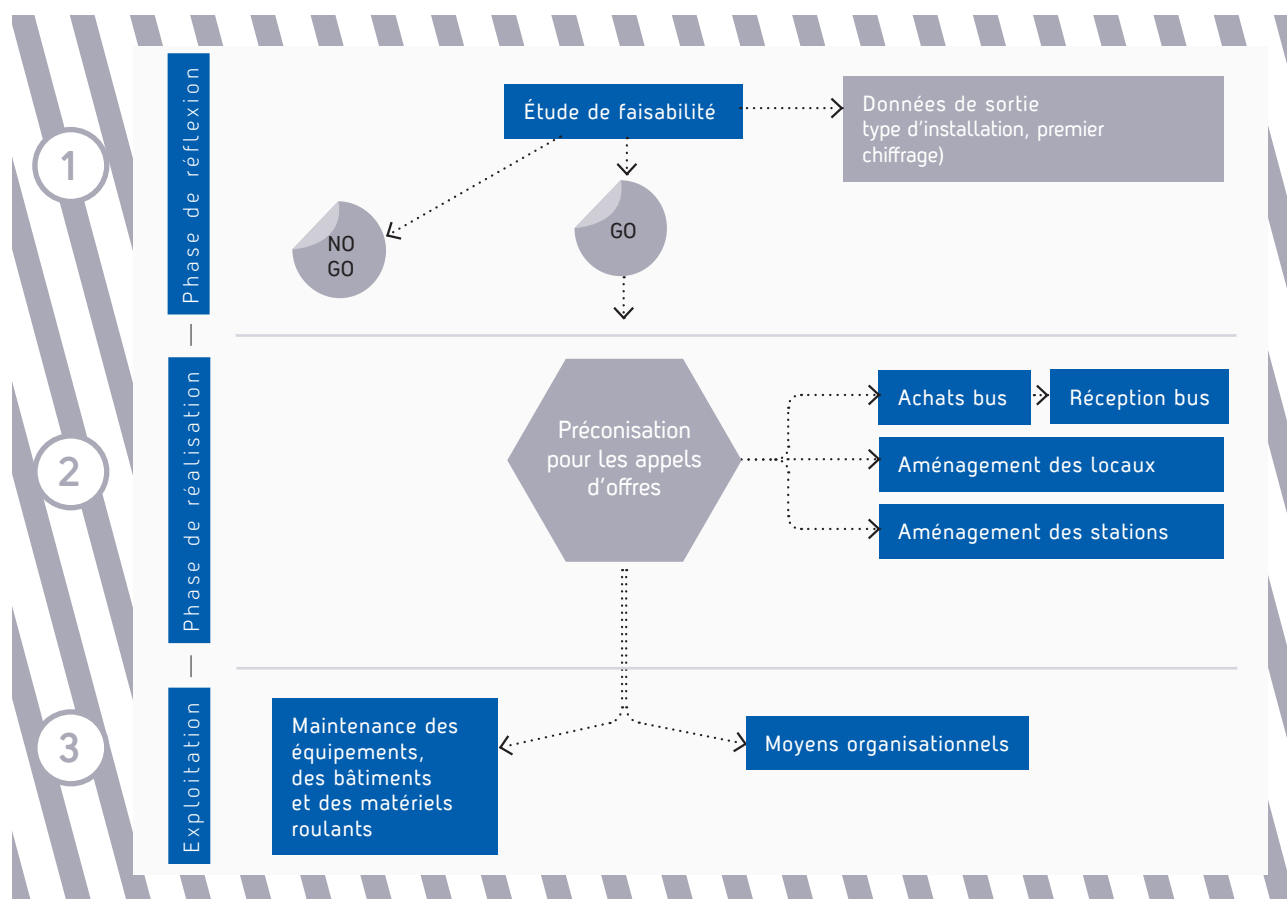 1
Phase de réflexion
Étude de faisabilité
Données de sortie
type d'installation, premier
chiffrage)
NO
GO
GO
2
Phase de réalisation
Préconisation
pour les appels
d'offres
Achats bus
Réception bus
Aménagement des locaux
Aménagement des stations
3
Exploitation
Maintenance des
équipements,
des bâtiments
et des matériels
roulants
Moyens organisationnels